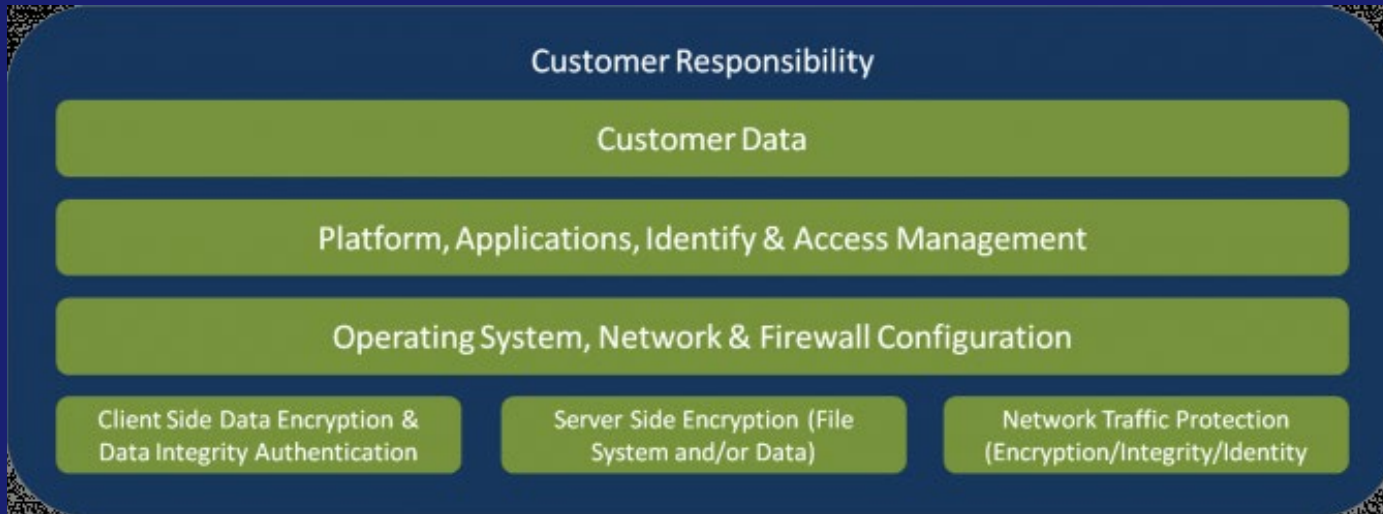 Customer Responsibility
Customer Data
Platform, Applications, Identify & Access Management
Operating System, Network & Firewall Configuration
Client Side Data Encryption &
Data Integrity Authentication
Server Side Encryption (File
System and/or Data)
Network Traffic Protection
(Encryption/Integrity/Identity